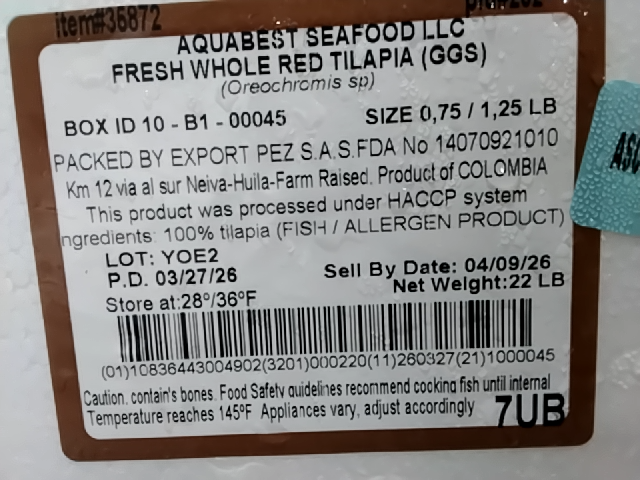 item#36872
AQUABEST SEAFOOD LLC
FRESH WHOLE RED TILAPIA (GGS)
(Oreochromis sp)
BOX ID 10 - B1 - 00045 SIZE 0,75 / 1,25 LB
PACKED BY EXPORT PEZ S.A.S.FDA No 14070921010
Km 12 via al sur Neiva-Huila-Farm Raised. Product of COLOMBIA
This product was processed under HACCP system
ngredients: 100% tilapia (FISH / ALLERGEN PRODUCT)
LOT: YOE2
P.D. 03/27/26 Sell By Date: 04/09/26
Store at:28º/36ºF Net Weight:22 LB
(01)10836443004902(3201)000220(11)260327(21)1000045
Caution, contain's bones. Food Safety guidelines recommend cooking fish until internal
Temperature reaches 145ºF Appliances vary, adjust accordingly 7UB